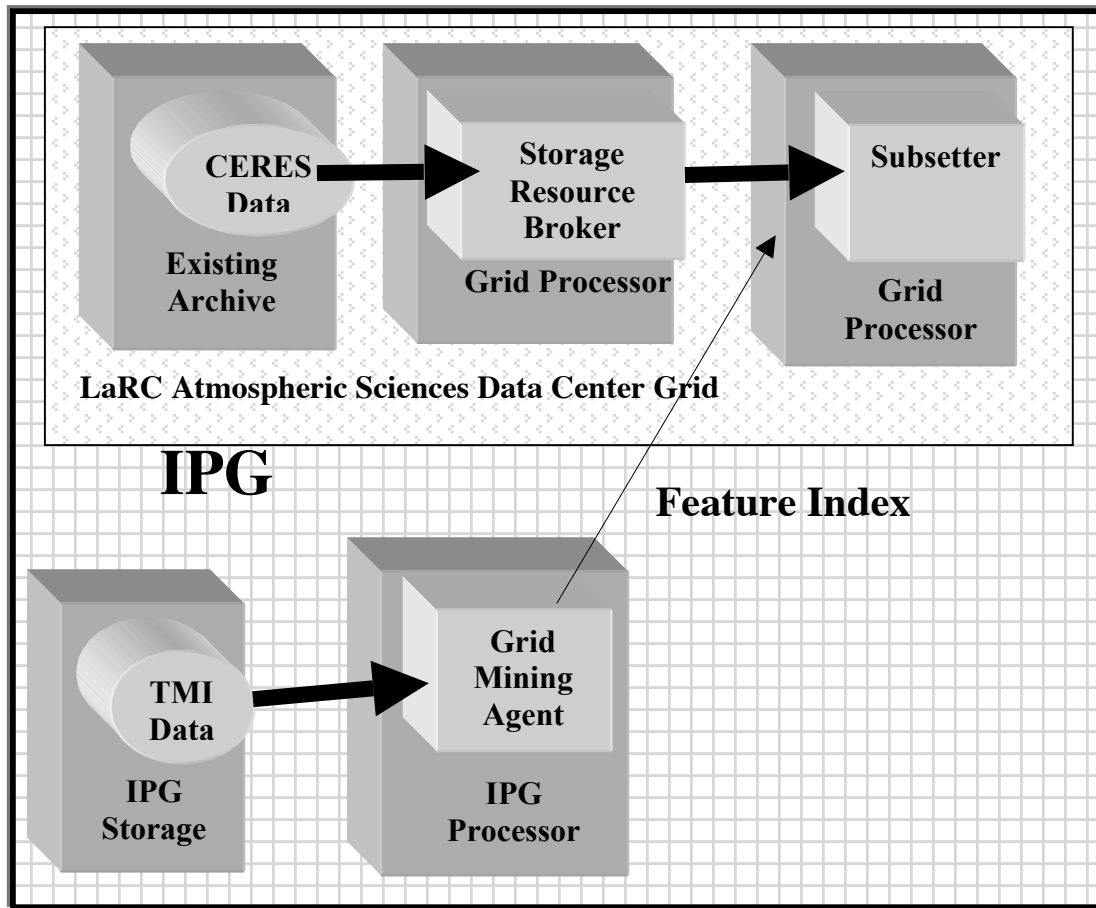 CERES
Data
Existing
Archive
Storage
Resource
Broker
Grid Processor
Subsetter
Grid
Processor
LaRC Atmospheric Sciences Data Center Grid
IPG
Feature Index
TMI
Data
IPG
Storage
Grid
Mining
Agent
IPG
Processor